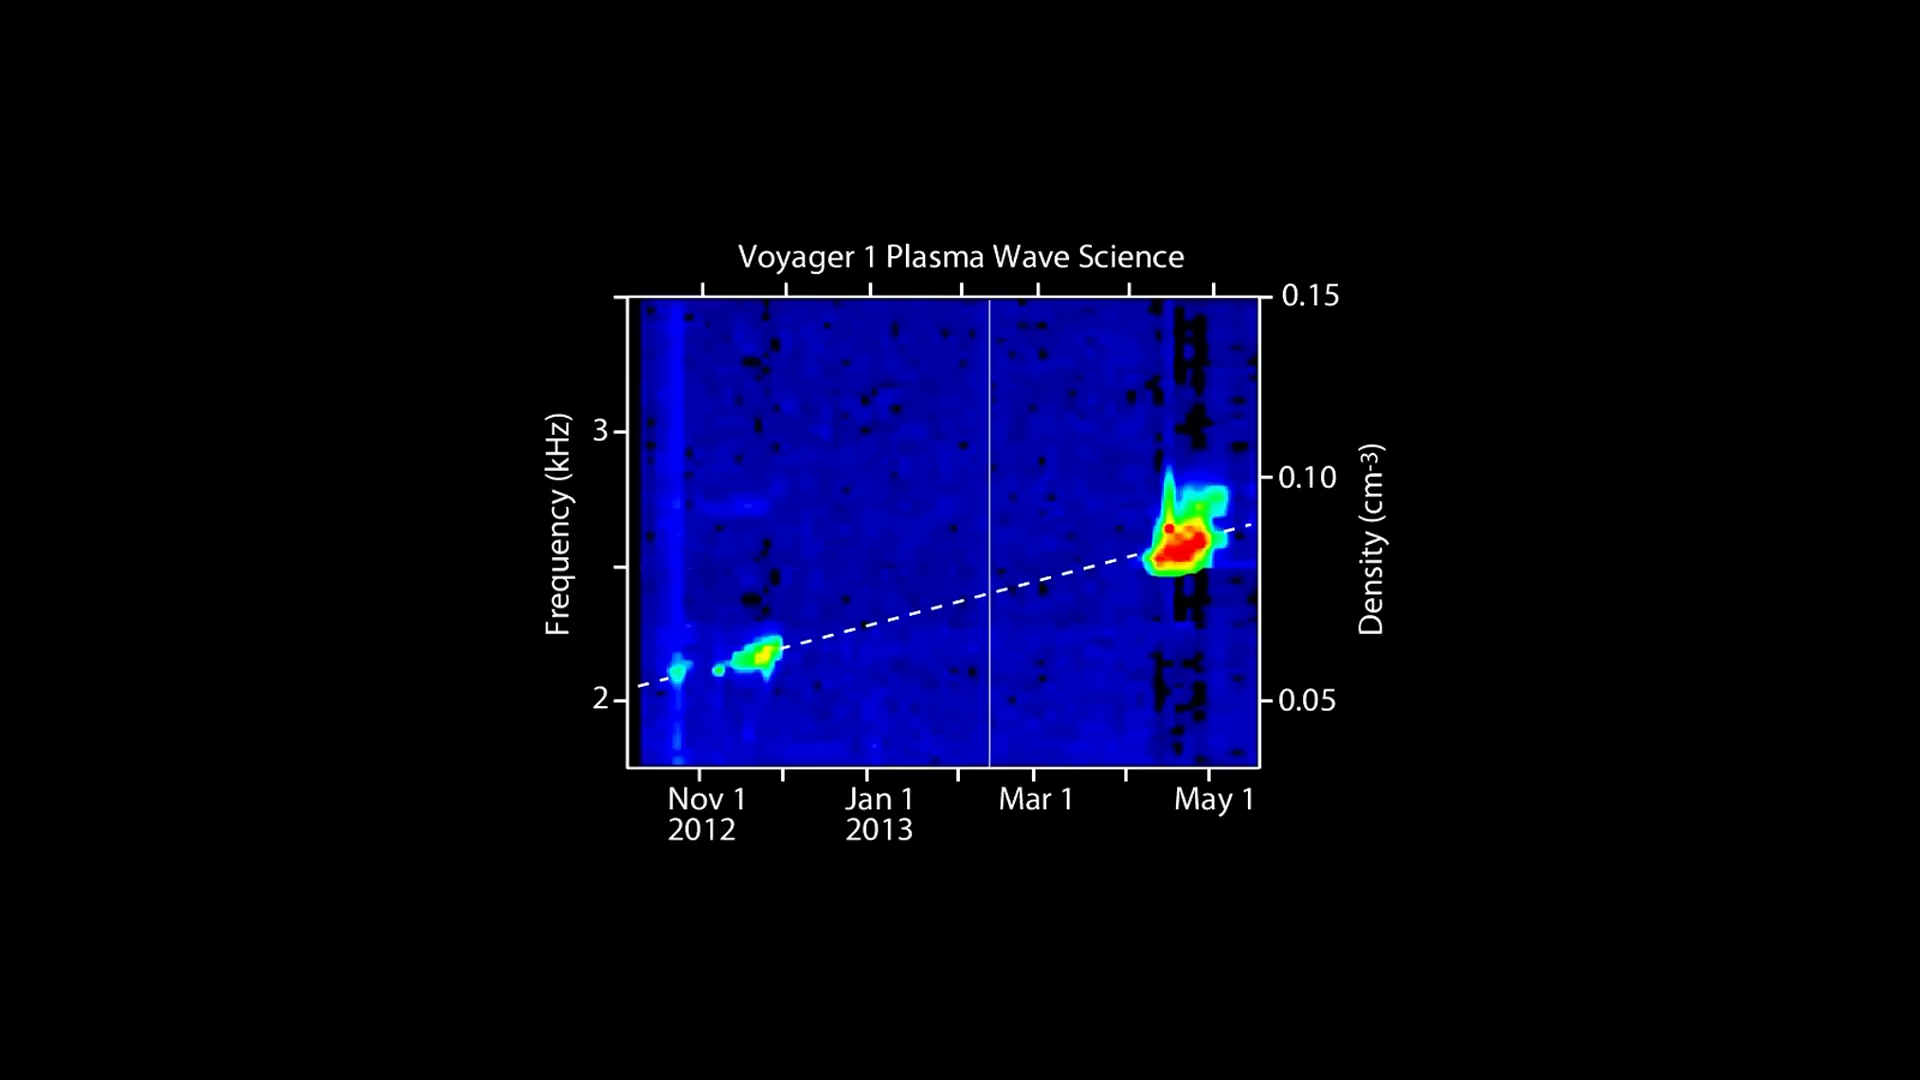 Voyager 1 Plasma Wave Science
Frequency (kHz)
3
2
0.15
0.10
0.05
Density (cm-3)
Nov 1
2012
Jan 1
2013
Mar 1
May 1